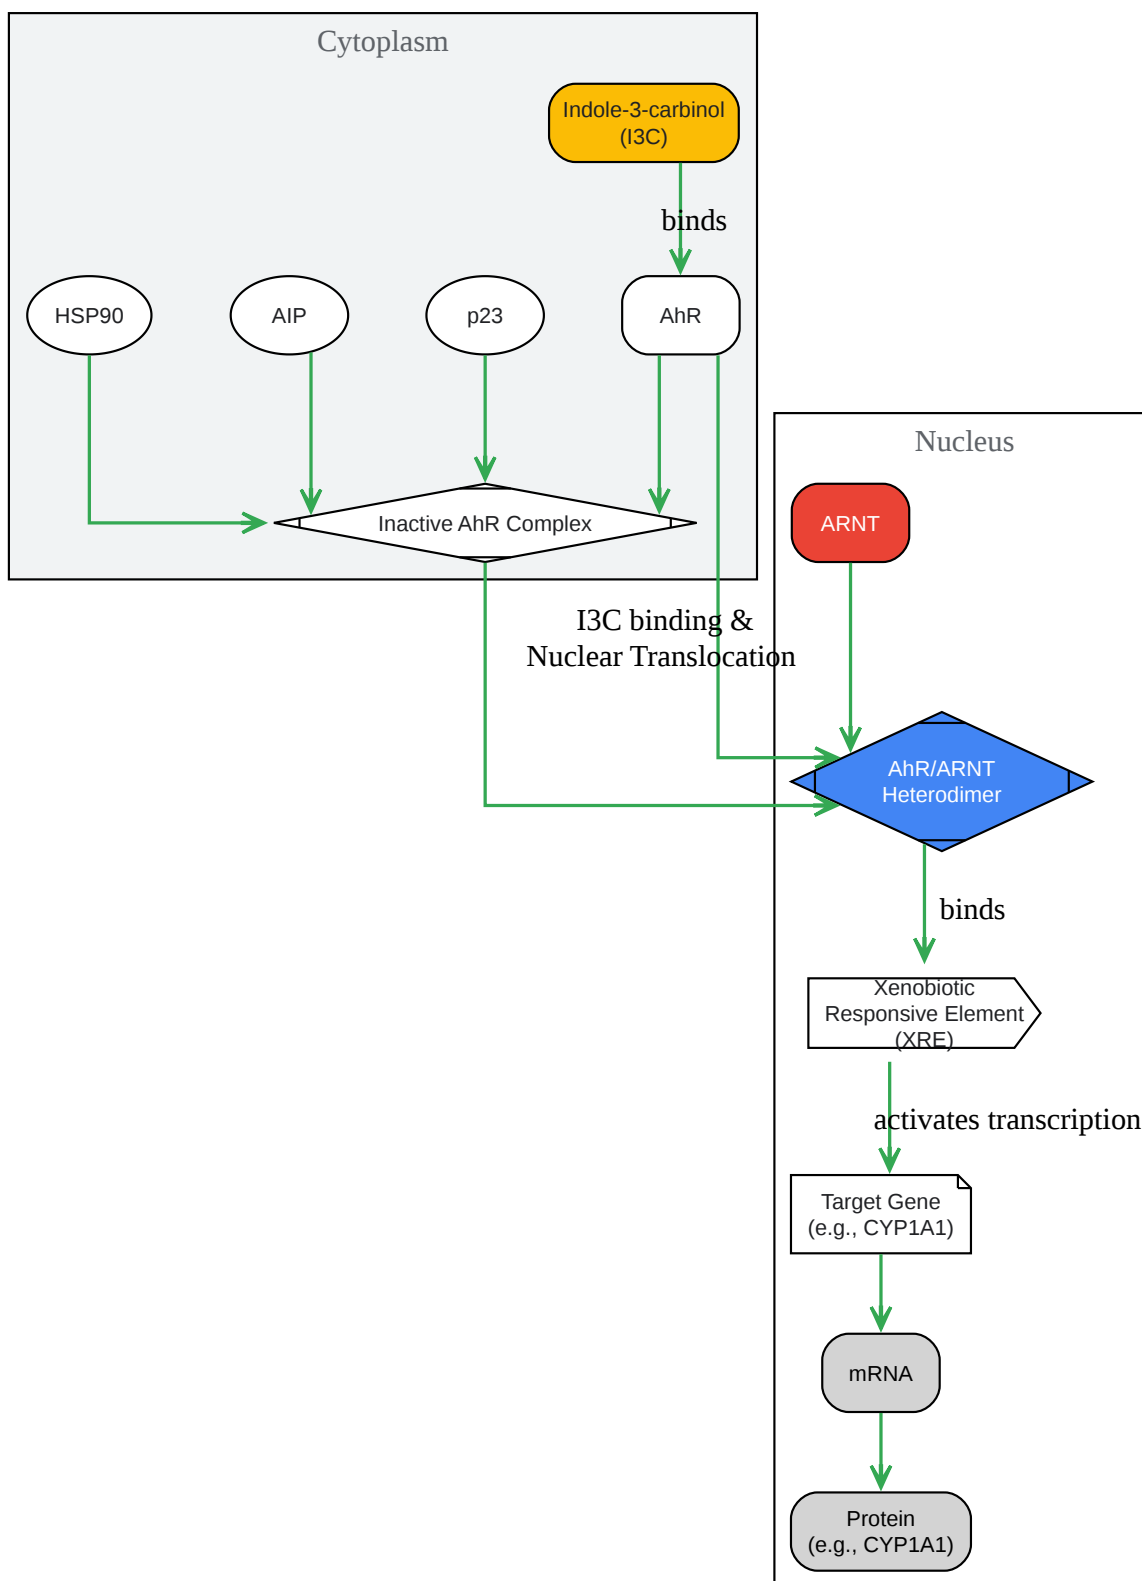 Cytoplasm
Indole-3-carbinol
(I3C)
binds
HSP90
AIP
p23
AhR
Nucleus
Inactive AhR Complex
ARNT
I3C binding &
Nuclear Translocation
AhR/ARNT
Heterodimer
binds
Xenobiotic
Responsive Element
(XRE)
activates transcription
Target Gene
(e.g., CYP1A1)
mRNA
Protein
(e.g., CYP1A1)